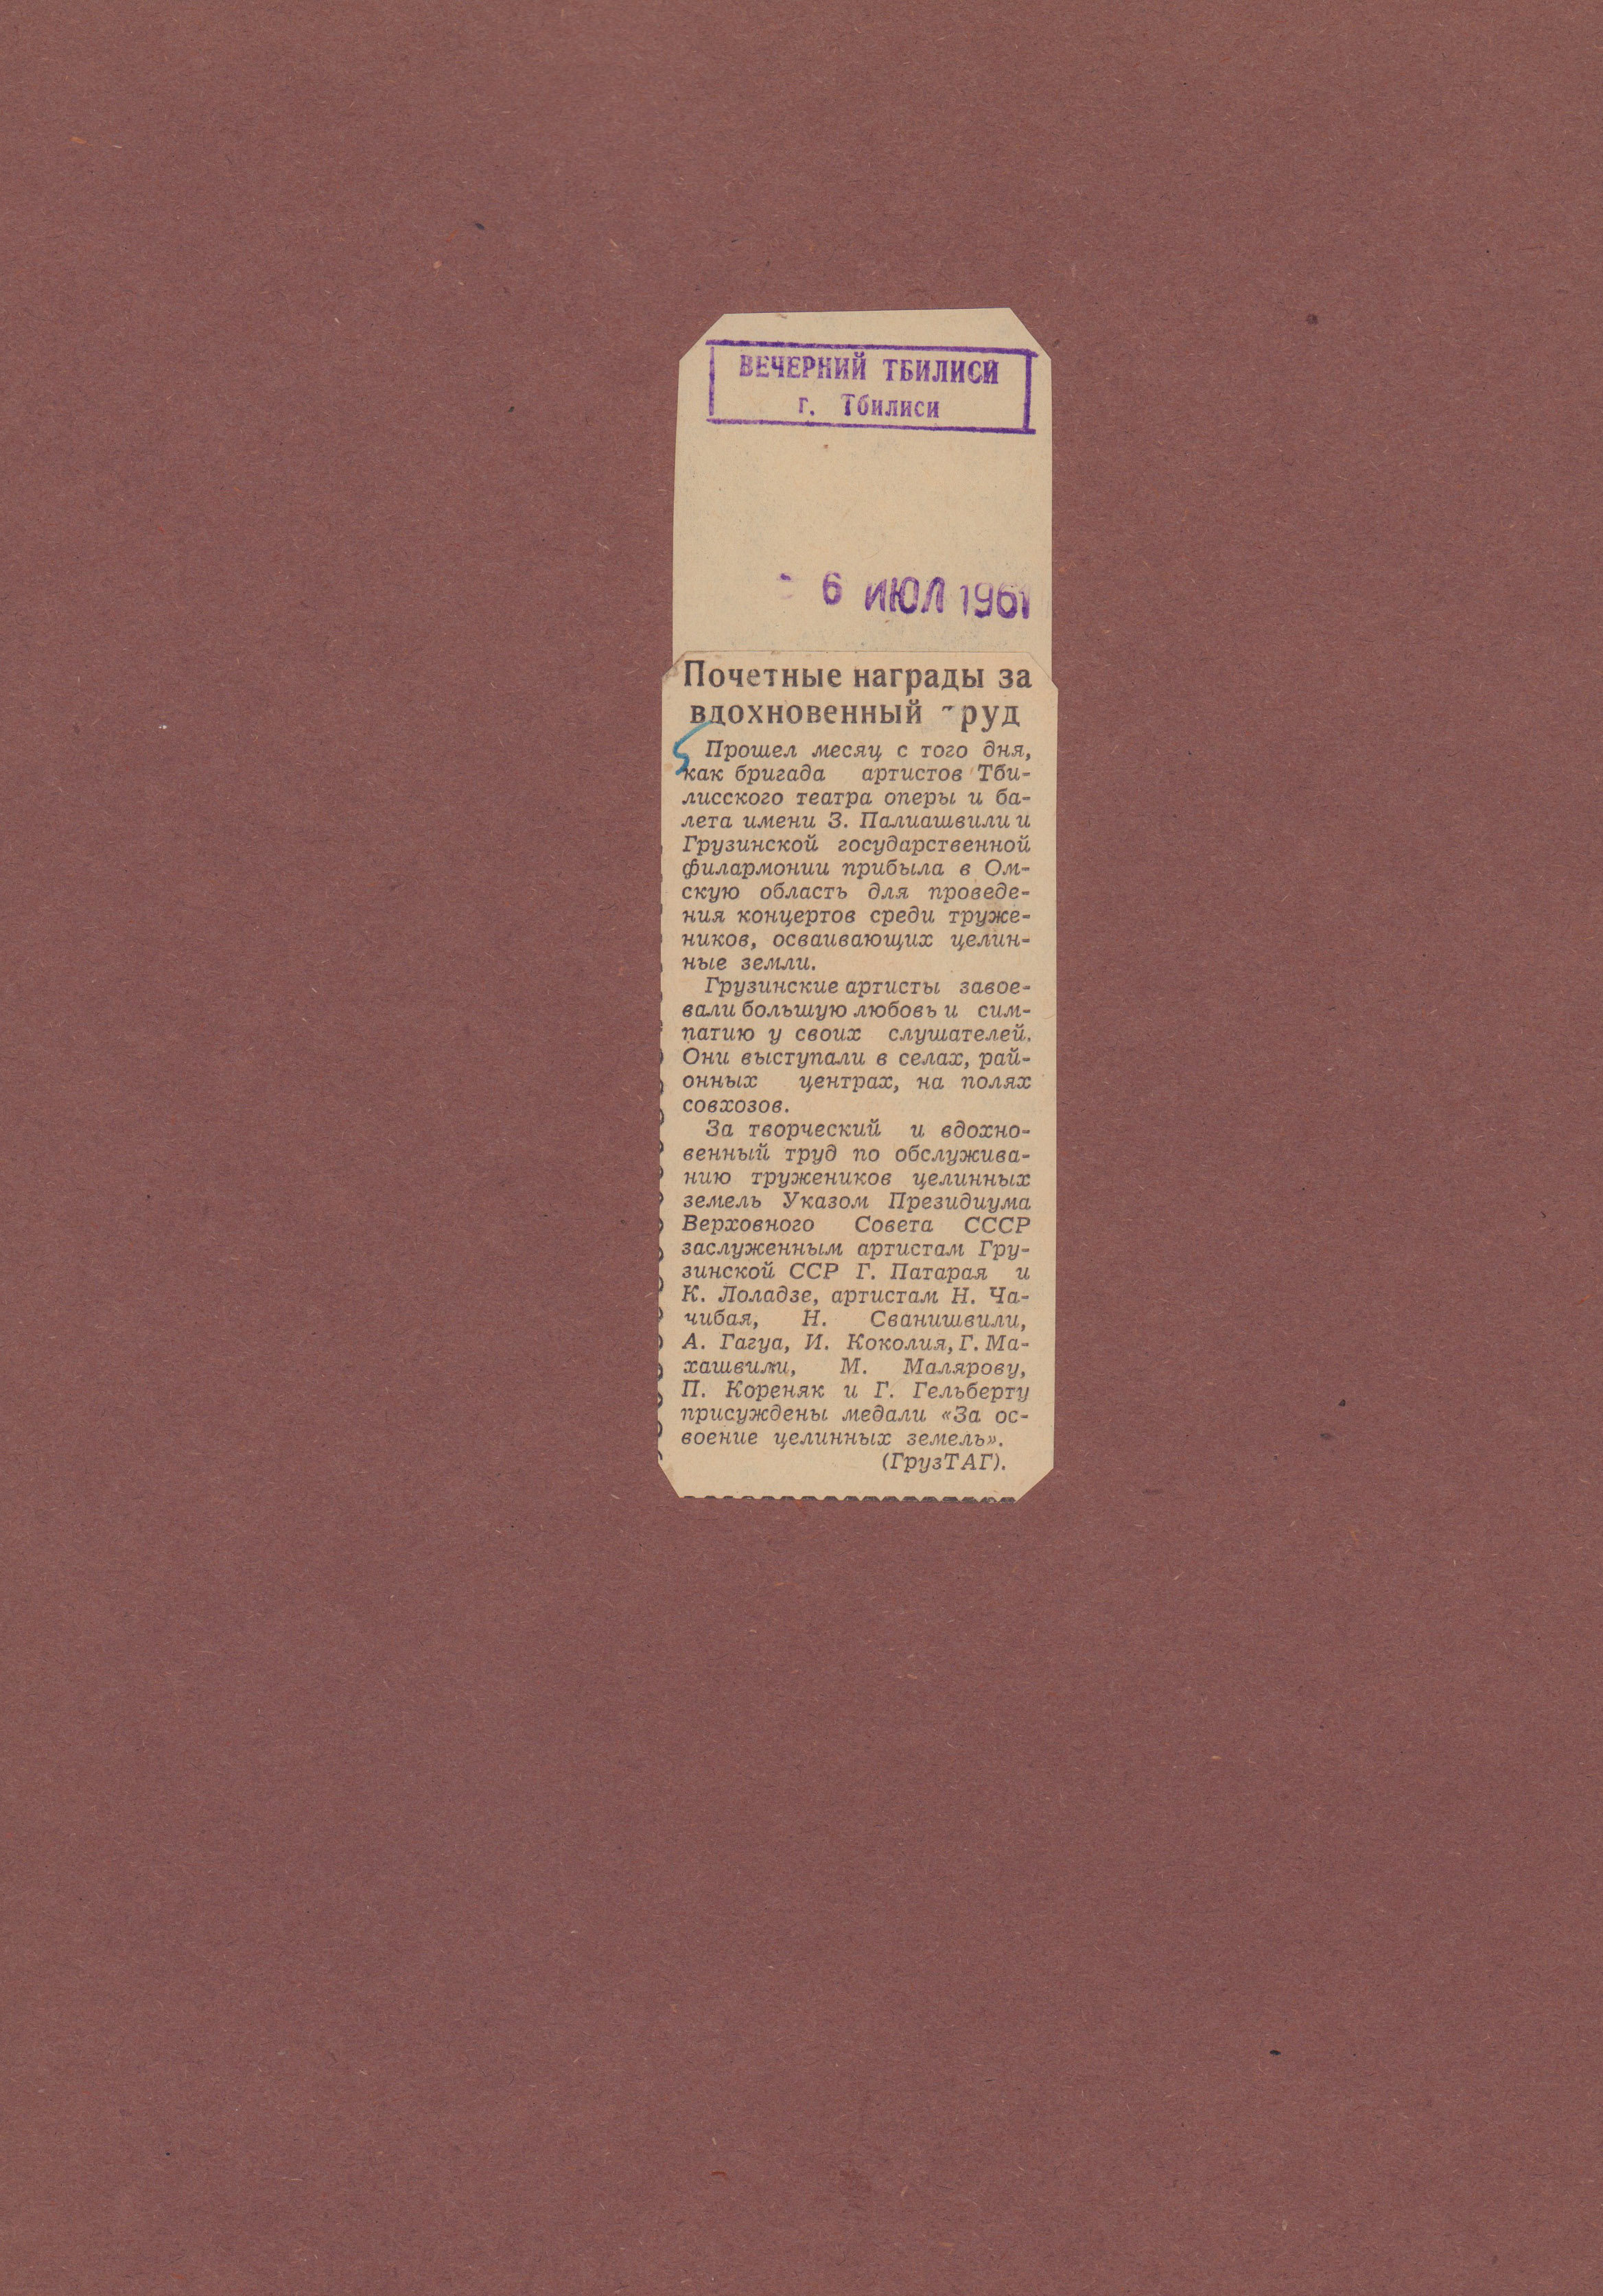 ВЕЧЕРНИЙ ТБИЛИСИ
г. Тбилиси
6 ИЮЛ 1961
Почетные награды за
вдохновенный труд
Прошел месяц с того дня,
как бригада артистов Тби-
лисского театра оперы и ба-
лета имени З. Палиашвили и
Грузинской государственной
филармонии прибыла в Ом-
скую область для проведе-
ния концертов среди труже-
ников, осваивающих целин-
ные земли.
Грузинские артисты завое-
вали большую любовь и сим-
патию у своих слушателей.
Они выступали в селах, рай-
онных центрах, на полях
совхозов.
За творческий и вдохно-
венный труд по обслужива-
нию тружеников целинных
земель Указом Президиума
Верховного Совета СССР
заслуженным артистам Гру-
зинской ССР Г. Патарая и
К. Лоладзе, артистам Н. Ча-
чибая, Н. Сванишвили,
А. Гагуа, И. Коколия, Г. Ма-
хашвили, М. Малярову,
П. Кореняк и Г. Гельберту
присуждены медали «За ос-
воение целинных земель».
(ГрузТАГ).